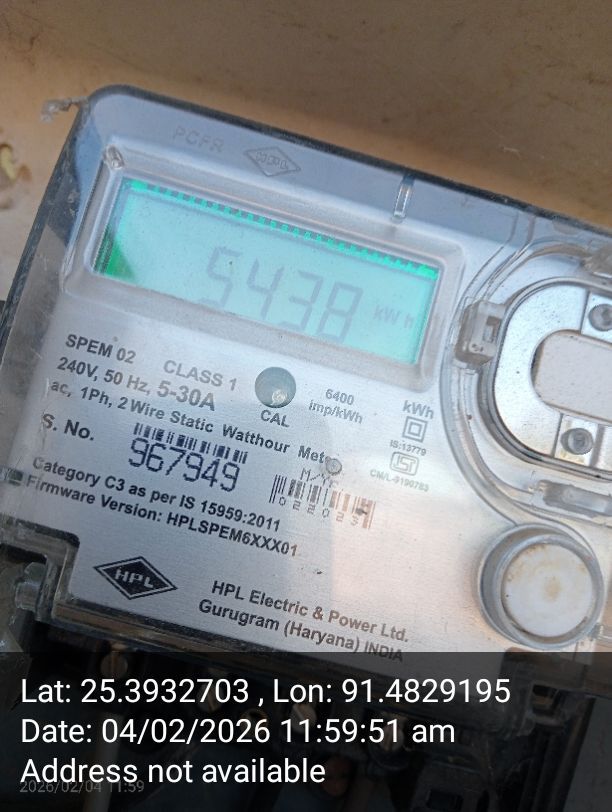 5438 kWh
SPEM 02 CLASS 1
240V, 50 Hz, 5-30A
ac, 1Ph, 2 Wire Static Watthour Meter
CAL
6400
imp/kWh
kWh
IS:13779
CM/L-9190783
S. No.
967949
M/Yr
022023
Category C3 as per IS 15959:2011
Firmware Version: HPLSPEM6XXX01
HPL
HPL Electric & Power Ltd.
Gurugram (Haryana) INDIA
Lat: 25.3932703 , Lon: 91.4829195
Date: 04/02/2026 11:59:51 am
Address not available
2026/02/04 11:59